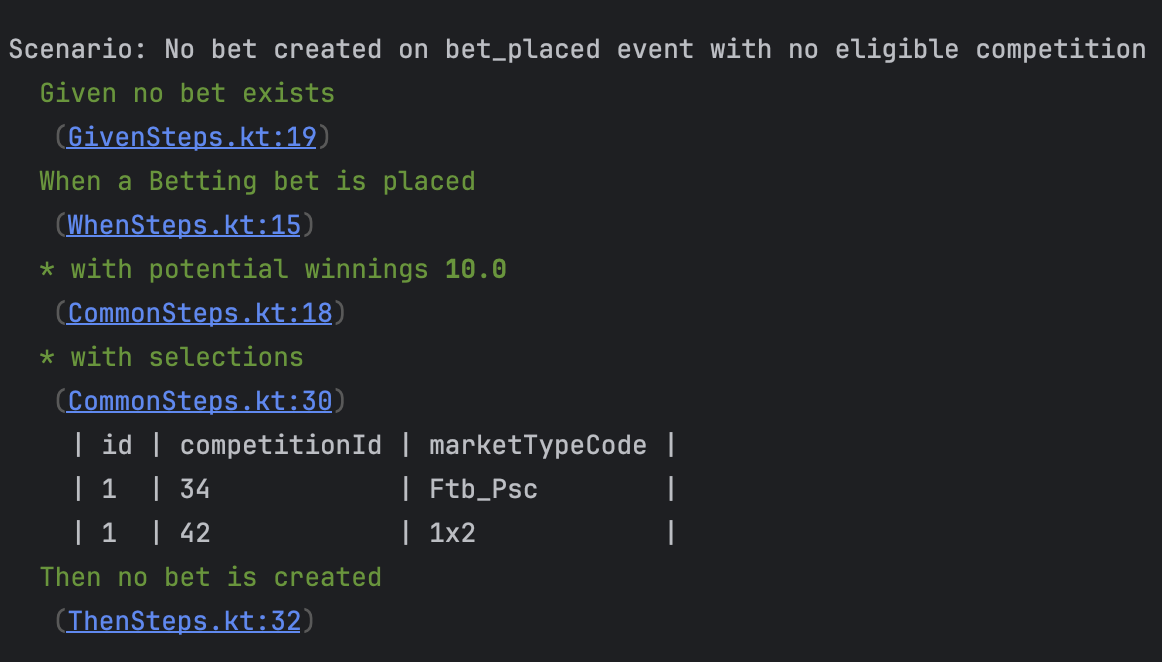 Scenario: No bet created on bet_placed event with no eligible competition
Given no bet exists
(GivenSteps.kt:19)
When a Betting bet is placed
(WhenSteps.kt:15)
* with potential winnings 10.0
(CommonSteps.kt:18)
* with selections
(CommonSteps.kt:30)
| id | competitionId | marketTypeCode |
| 1 | 34 | Ftb_Psc |
| 1 | 42 | 1x2 |
Then no bet is created
(ThenSteps.kt:32)